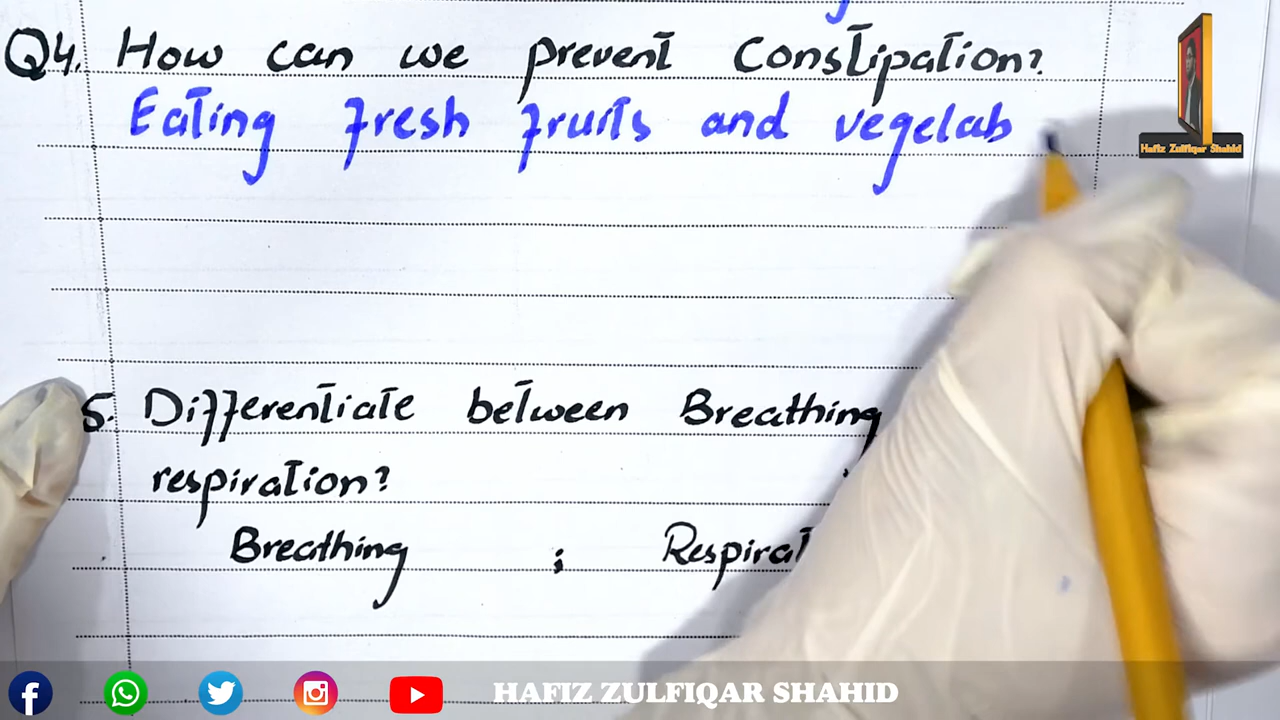 Q4. How can we prevent Constipation?
Eating fresh fruits and vegetab
5. Differentiate between Breathing
respiration?
Breathing ; Respirat
Hafiz Zulfiqar Shahid
HAFIZ ZULFIQAR SHAHID